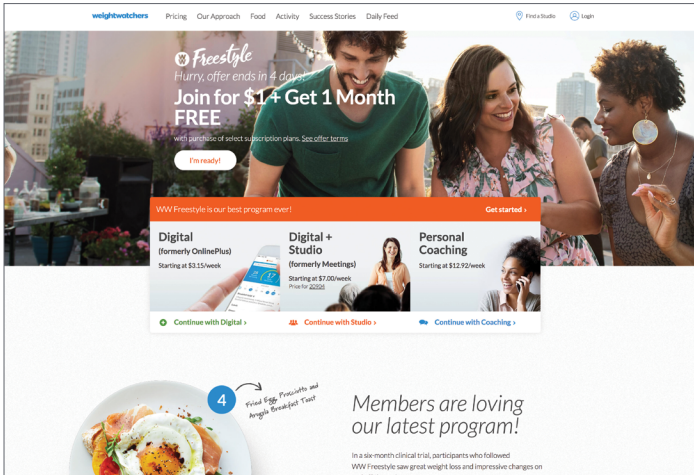 weightwatchers Pricing Our Approach Food Activity Success Stories Daily Feed Find a Studio Login
WW Freestyle
Hurry, offer ends in 4 days!
Join for $1 + Get 1 Month
FREE
with purchase of select subscription plans. See offer terms
I'm ready!
WW Freestyle is our best program ever! Get started ›
Digital
(formerly OnlinePlus)
Starting at $3.15/week
Digital +
Studio
(formerly Meetings)
Starting at $7.00/week
Price for 20904
Personal
Coaching
Starting at $12.92/week
Continue with Digital ›
Continue with Studio ›
Continue with Coaching ›
4
Fried Egg, Prosciutto and
Arugula Breakfast Toast
Members are loving
our latest program!
In a six-month clinical trial, participants who followed
WW Freestyle saw great weight loss and impressive changes on